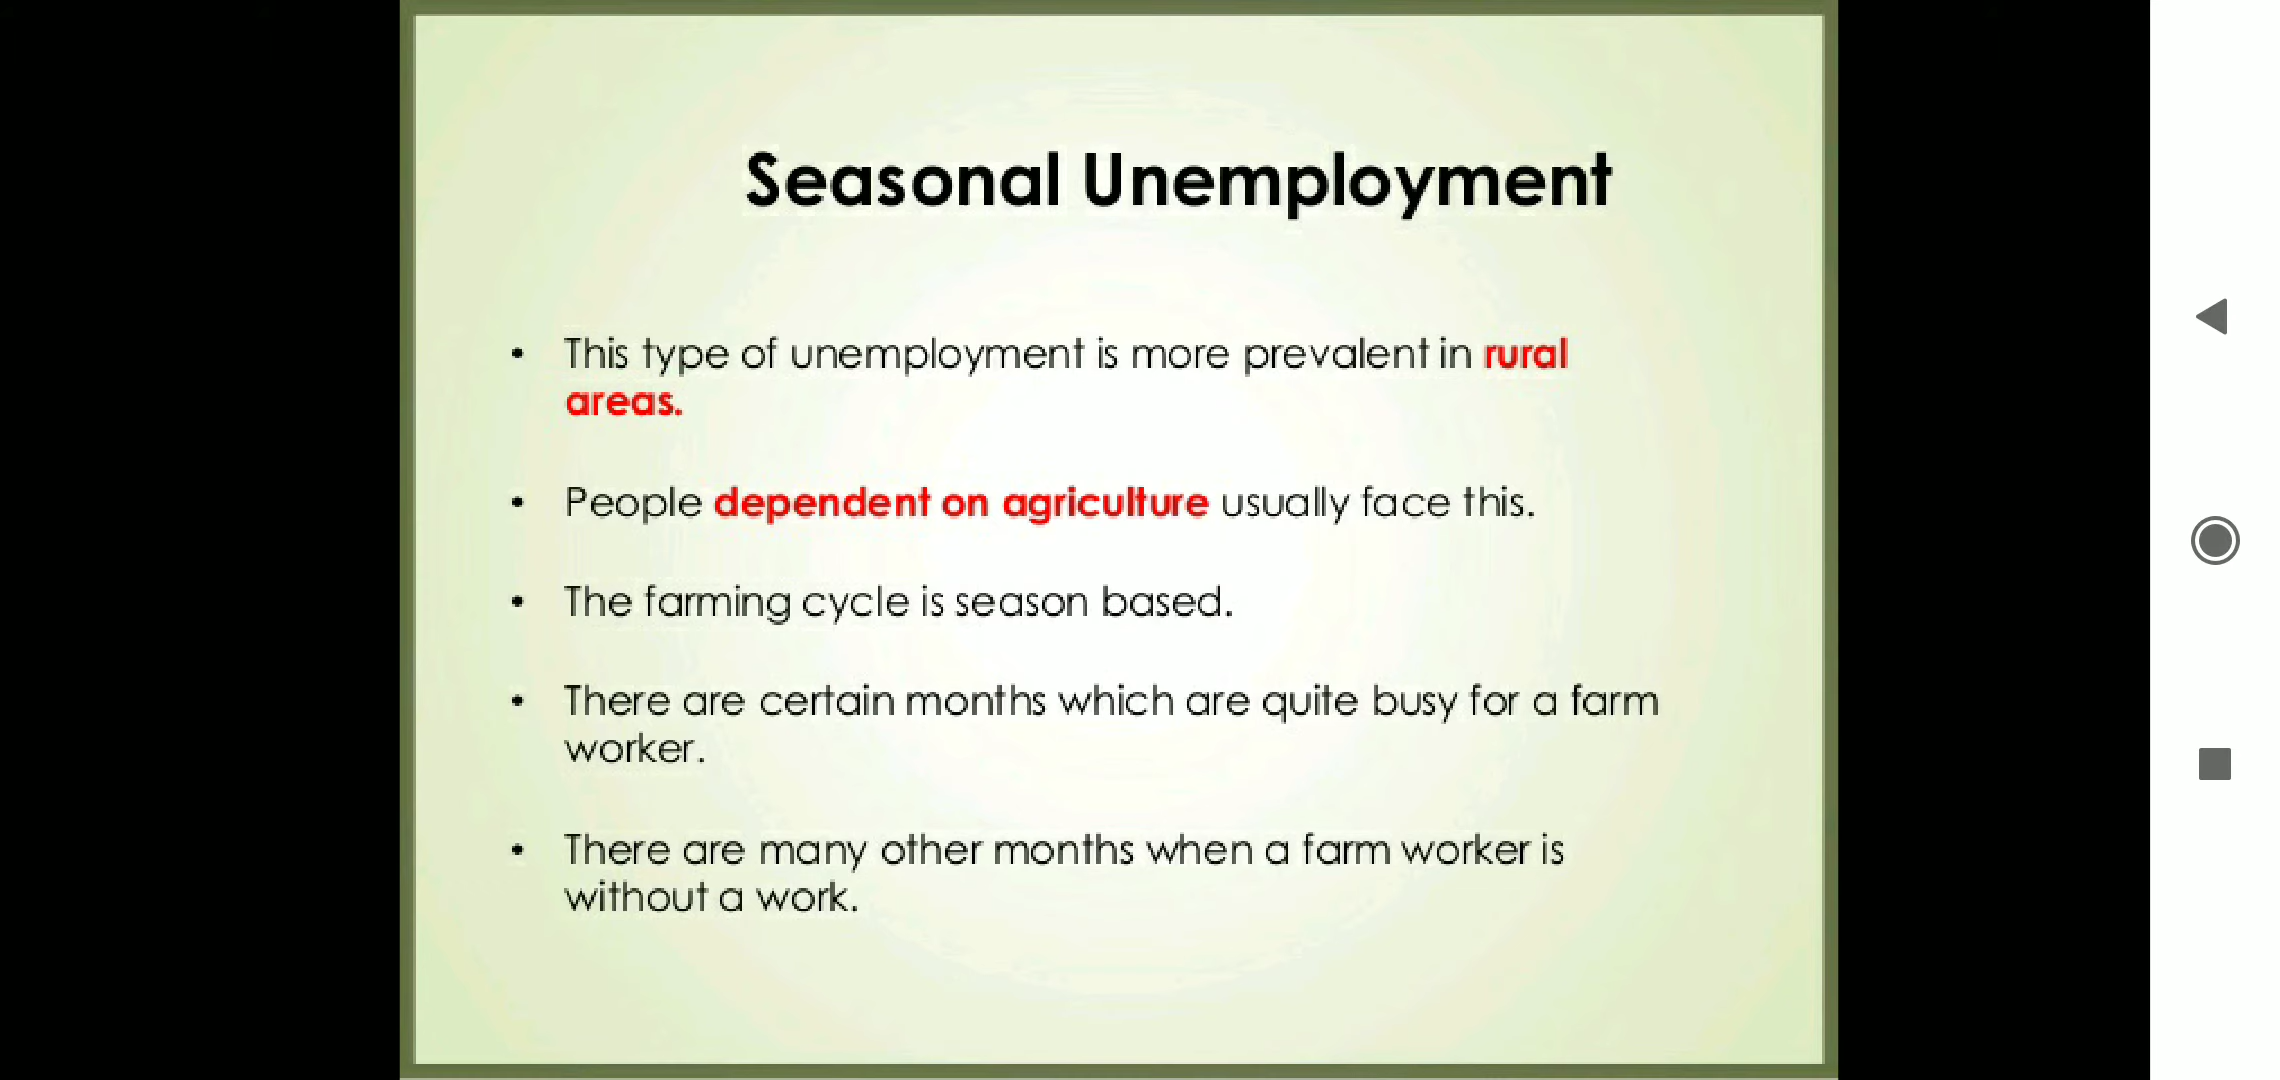 Seasonal Unemployment
• This type of unemployment is more prevalent in rural
areas.
• People dependent on agriculture usually face this.
• The farming cycle is season based.
• There are certain months which are quite busy for a farm
worker.
• There are many other months when a farm worker is
without a work.